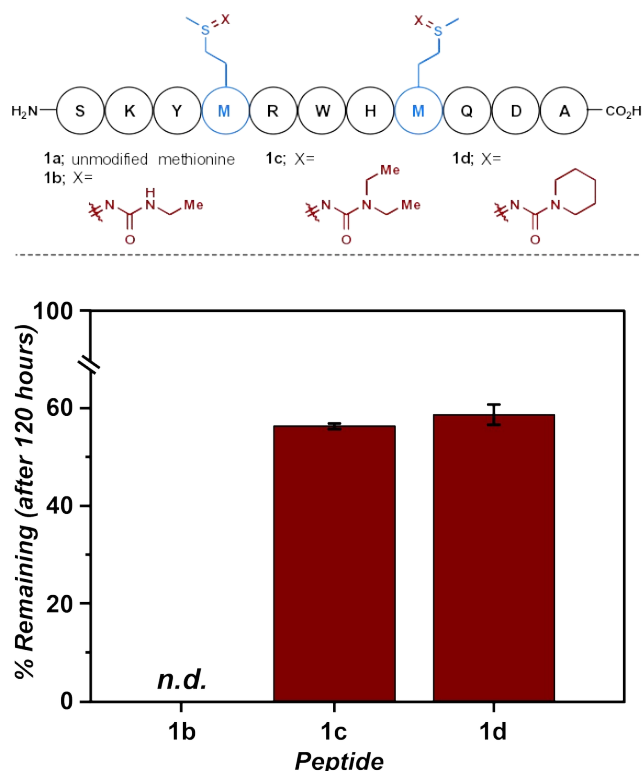 X X
S S
H₂N S K Y M R W H M Q D A CO₂H
1a; unmodified methionine 1c; X= 1d; X=
1b; X=
N H N Me O
N N Me Me O
N N O
100
60
40
20
0
% Remaining (after 120 hours)
n.d.
1b 1c 1d
Peptide